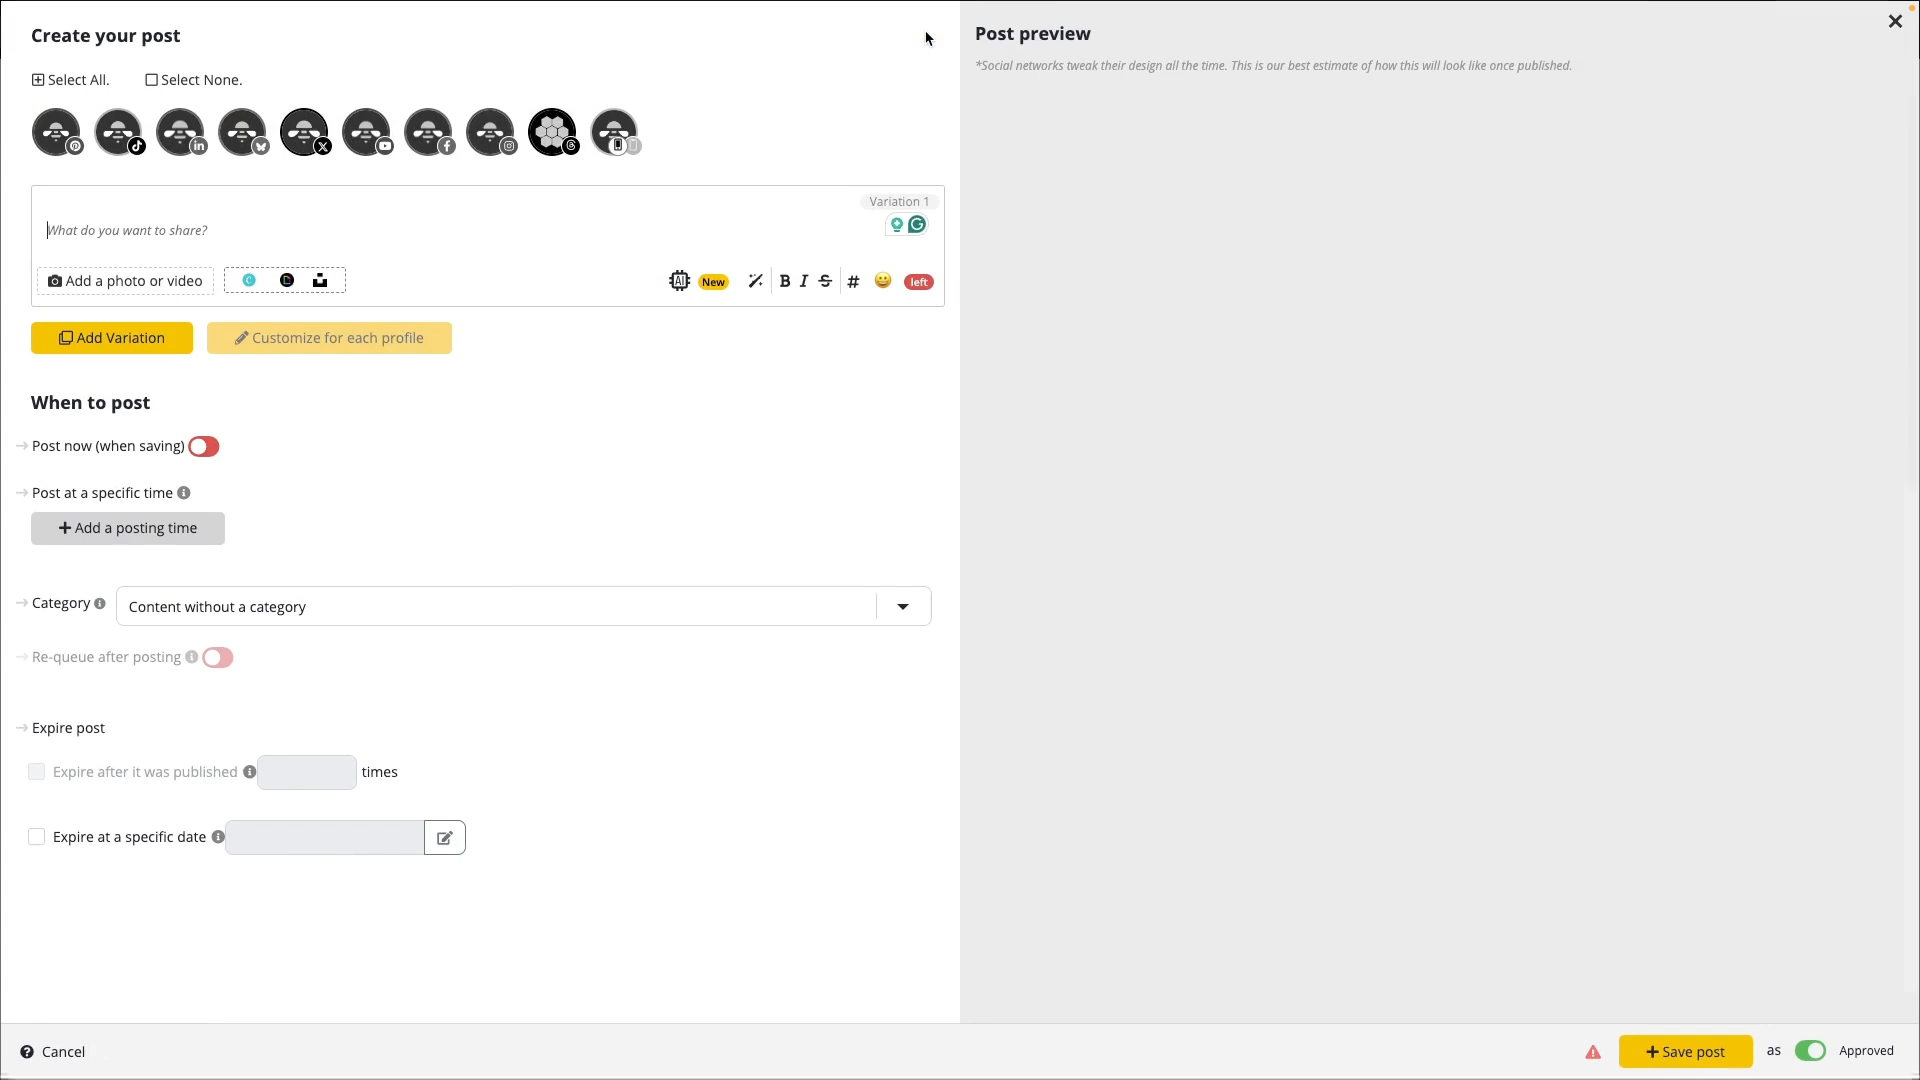 Create your post
Select All.
Select None.
Variation 1
What do you want to share?
Add a photo or video
AI
New
B I S # left
Add Variation
Customize for each profile
When to post
Post now (when saving)
Post at a specific time
+ Add a posting time
Category
Content without a category
Re-queue after posting
Expire post
Expire after it was published
times
Expire at a specific date
Cancel
Post preview
*Social networks tweak their design all the time. This is our best estimate of how this will look like once published.
+ Save post
as
Approved